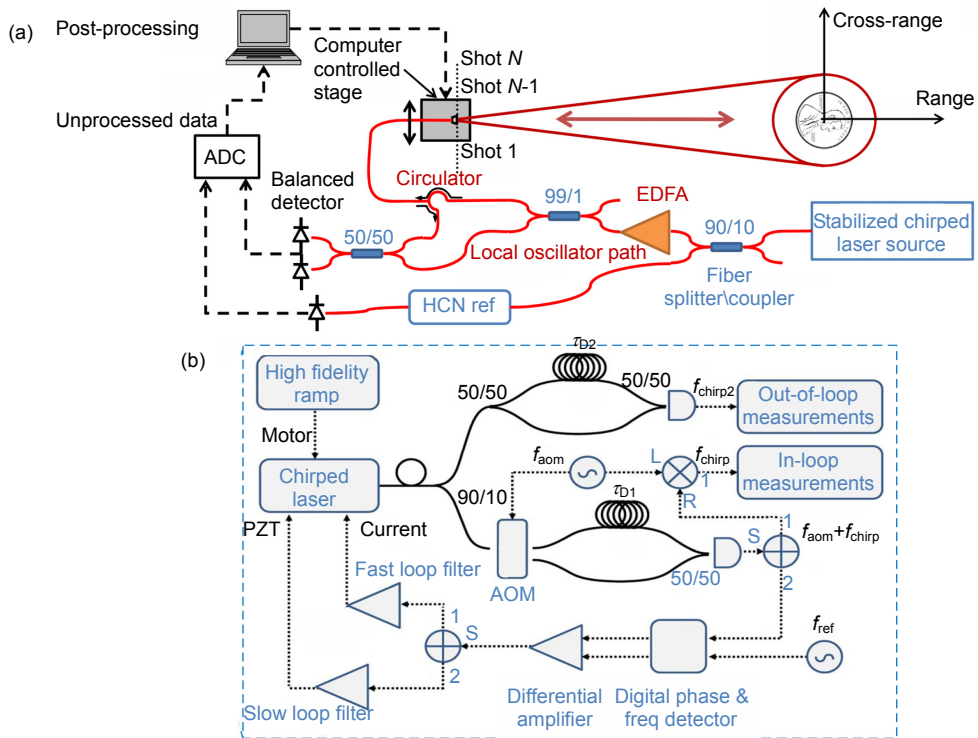 (a)
Post-processing
Computer
controlled
stage
Shot N
Shot N-1
Shot 1
Cross-range
Range
Unprocessed data
ADC
Balanced
detector
Circulator
50/50
99/1
EDFA
90/10
Stabilized chirped
laser source
Local oscillator path
Fiber
splitter\coupler
HCN ref
(b)
High fidelity
ramp
Motor
Chirped
laser
PZT
Current
50/50
τD2
50/50
fchirp2
Out-of-loop
measurements
90/10
faom
L
R
1
fchirp
In-loop
measurements
τD1
AOM
50/50
S
1
2
faom+fchirp
Fast loop filter
1
S
2
Slow loop filter
Differential
amplifier
Digital phase &
freq detector
fref